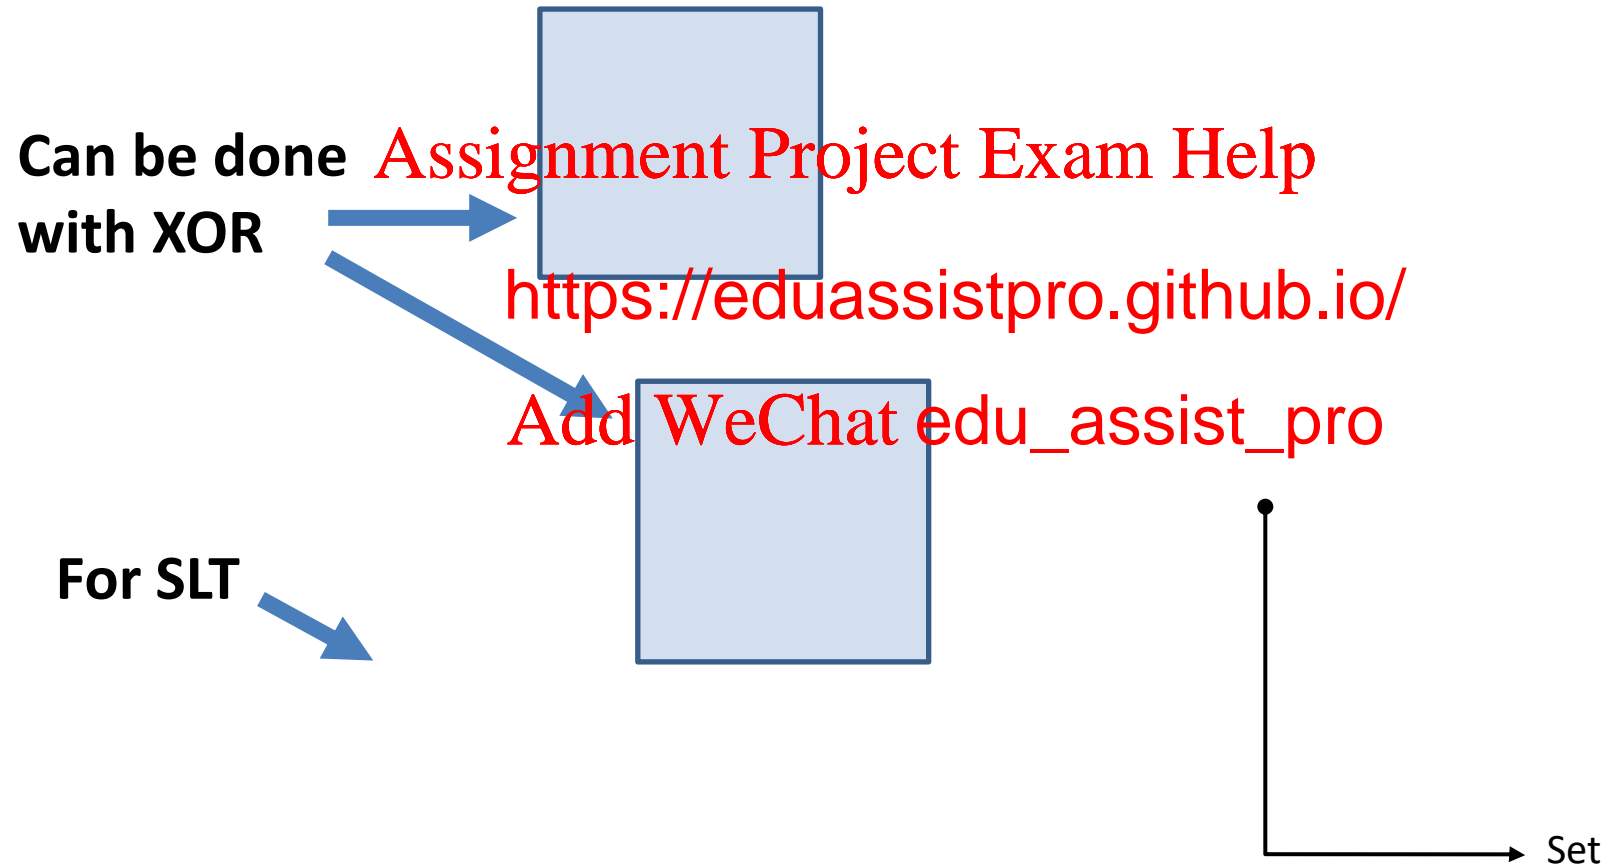 Can be done
with XOR
Assignment Project Exam Help
https://eduassistpro.github.io/
Add WeChat edu_assist_pro
For SLT
Set